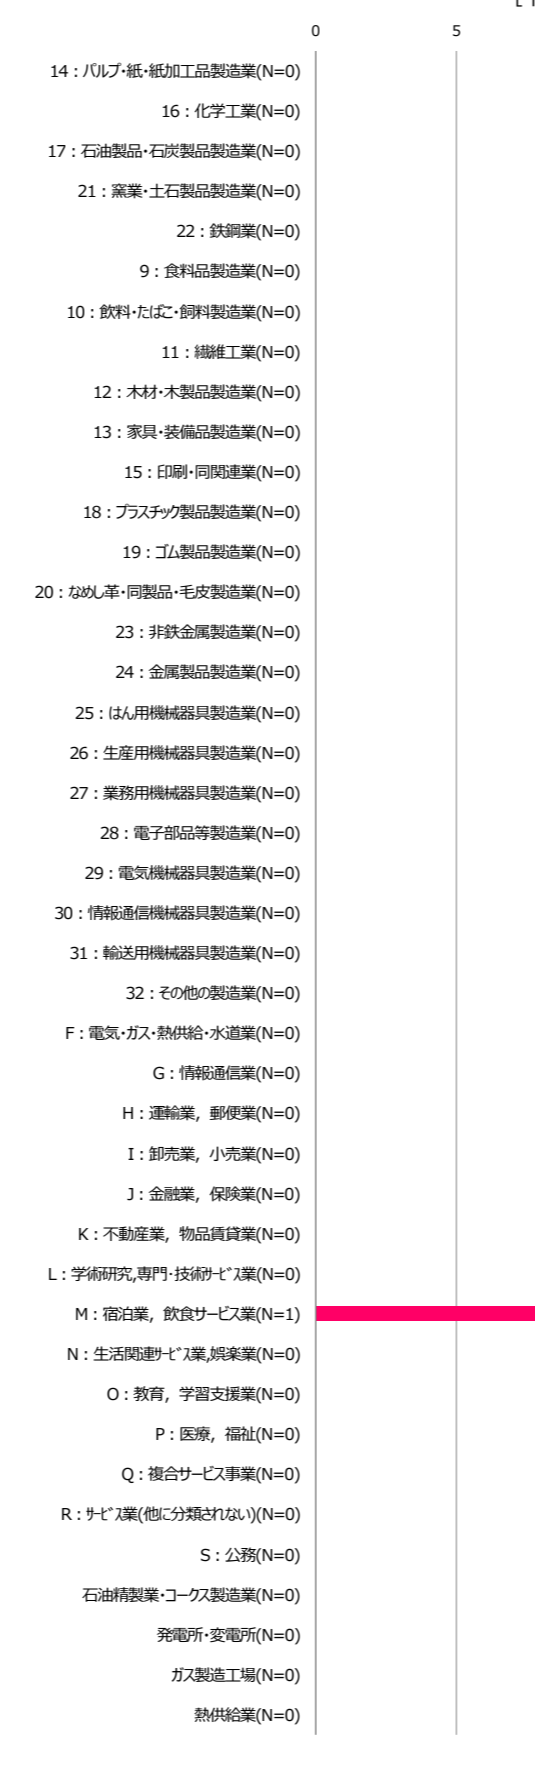 0 5
14：パルプ・紙・紙加工品製造業(N=0)
16：化学工業(N=0)
17：石油製品・石炭製品製造業(N=0)
21：窯業・土石製品製造業(N=0)
22：鉄鋼業(N=0)
9：食料品製造業(N=0)
10：飲料・たばこ・飼料製造業(N=0)
11：繊維工業(N=0)
12：木材・木製品製造業(N=0)
13：家具・装備品製造業(N=0)
15：印刷・同関連業(N=0)
18：プラスチック製品製造業(N=0)
19：ゴム製品製造業(N=0)
20：なめし革・同製品・毛皮製造業(N=0)
23：非鉄金属製造業(N=0)
24：金属製品製造業(N=0)
25：はん用機械器具製造業(N=0)
26：生産用機械器具製造業(N=0)
27：業務用機械器具製造業(N=0)
28：電子部品等製造業(N=0)
29：電気機械器具製造業(N=0)
30：情報通信機械器具製造業(N=0)
31：輸送用機械器具製造業(N=0)
32：その他の製造業(N=0)
F：電気・ガス・熱供給・水道業(N=0)
G：情報通信業(N=0)
H：運輸業，郵便業(N=0)
I：卸売業，小売業(N=0)
J：金融業，保険業(N=0)
K：不動産業，物品賃貸業(N=0)
L：学術研究,専門・技術ｻｰﾋﾞｽ業(N=0)
M：宿泊業，飲食サービス業(N=1)
N：生活関連ｻｰﾋﾞｽ業,娯楽業(N=0)
O：教育，学習支援業(N=0)
P：医療，福祉(N=0)
Q：複合サービス事業(N=0)
R：ｻｰﾋﾞｽ業(他に分類されない)(N=0)
S：公務(N=0)
石油精製業・コークス製造業(N=0)
発電所・変電所(N=0)
ガス製造工場(N=0)
熱供給業(N=0)